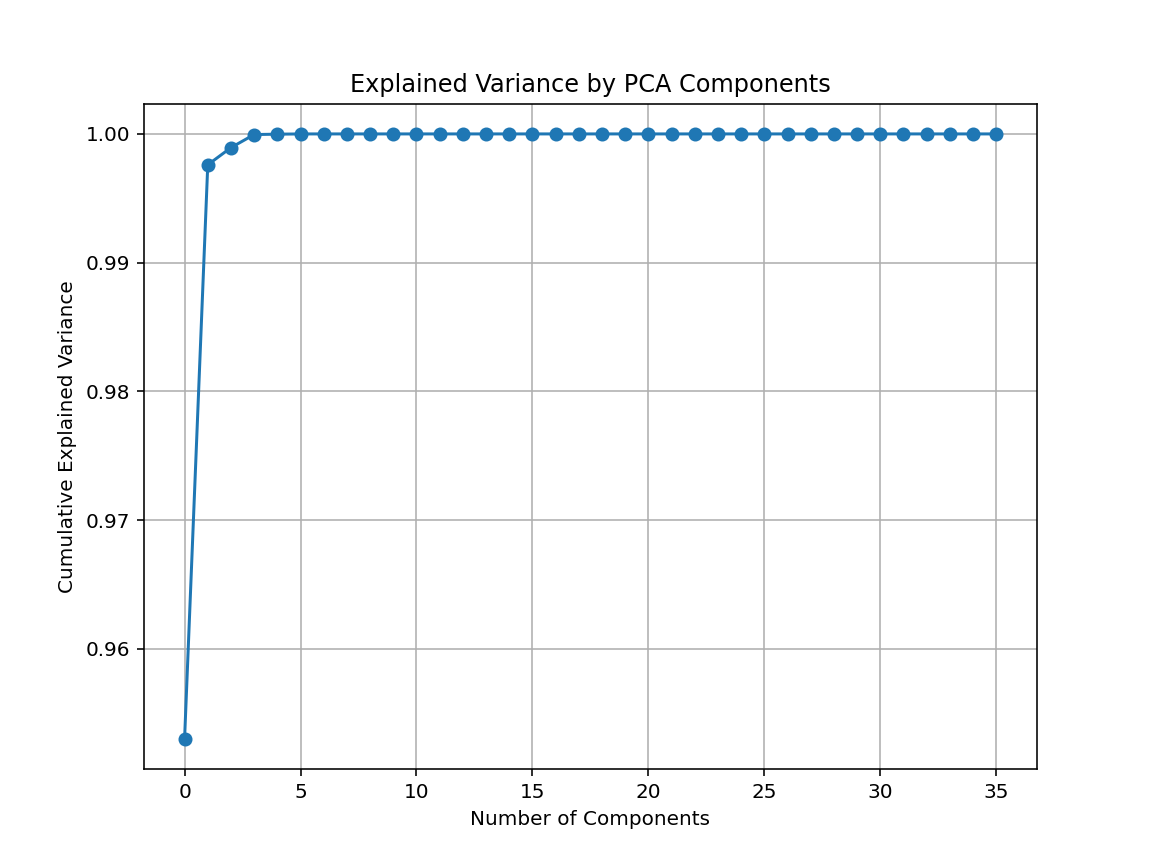 Explained Variance by PCA Components
1.00
0.99
0.98
0.97
0.96
Cumulative Explained Variance
0 5 10 15 20 25 30 35
Number of Components